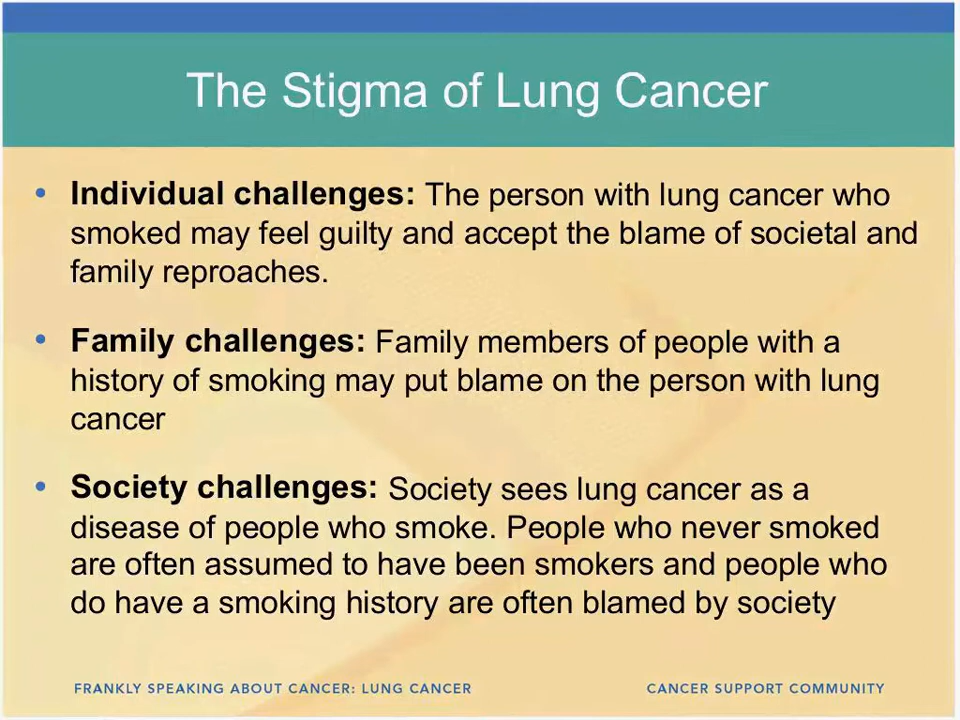 The Stigma of Lung Cancer
• Individual challenges: The person with lung cancer who
smoked may feel guilty and accept the blame of societal and
family reproaches.
• Family challenges: Family members of people with a
history of smoking may put blame on the person with lung
cancer
• Society challenges: Society sees lung cancer as a
disease of people who smoke. People who never smoked
are often assumed to have been smokers and people who
do have a smoking history are often blamed by society
FRANKLY SPEAKING ABOUT CANCER: LUNG CANCER
CANCER SUPPORT COMMUNITY